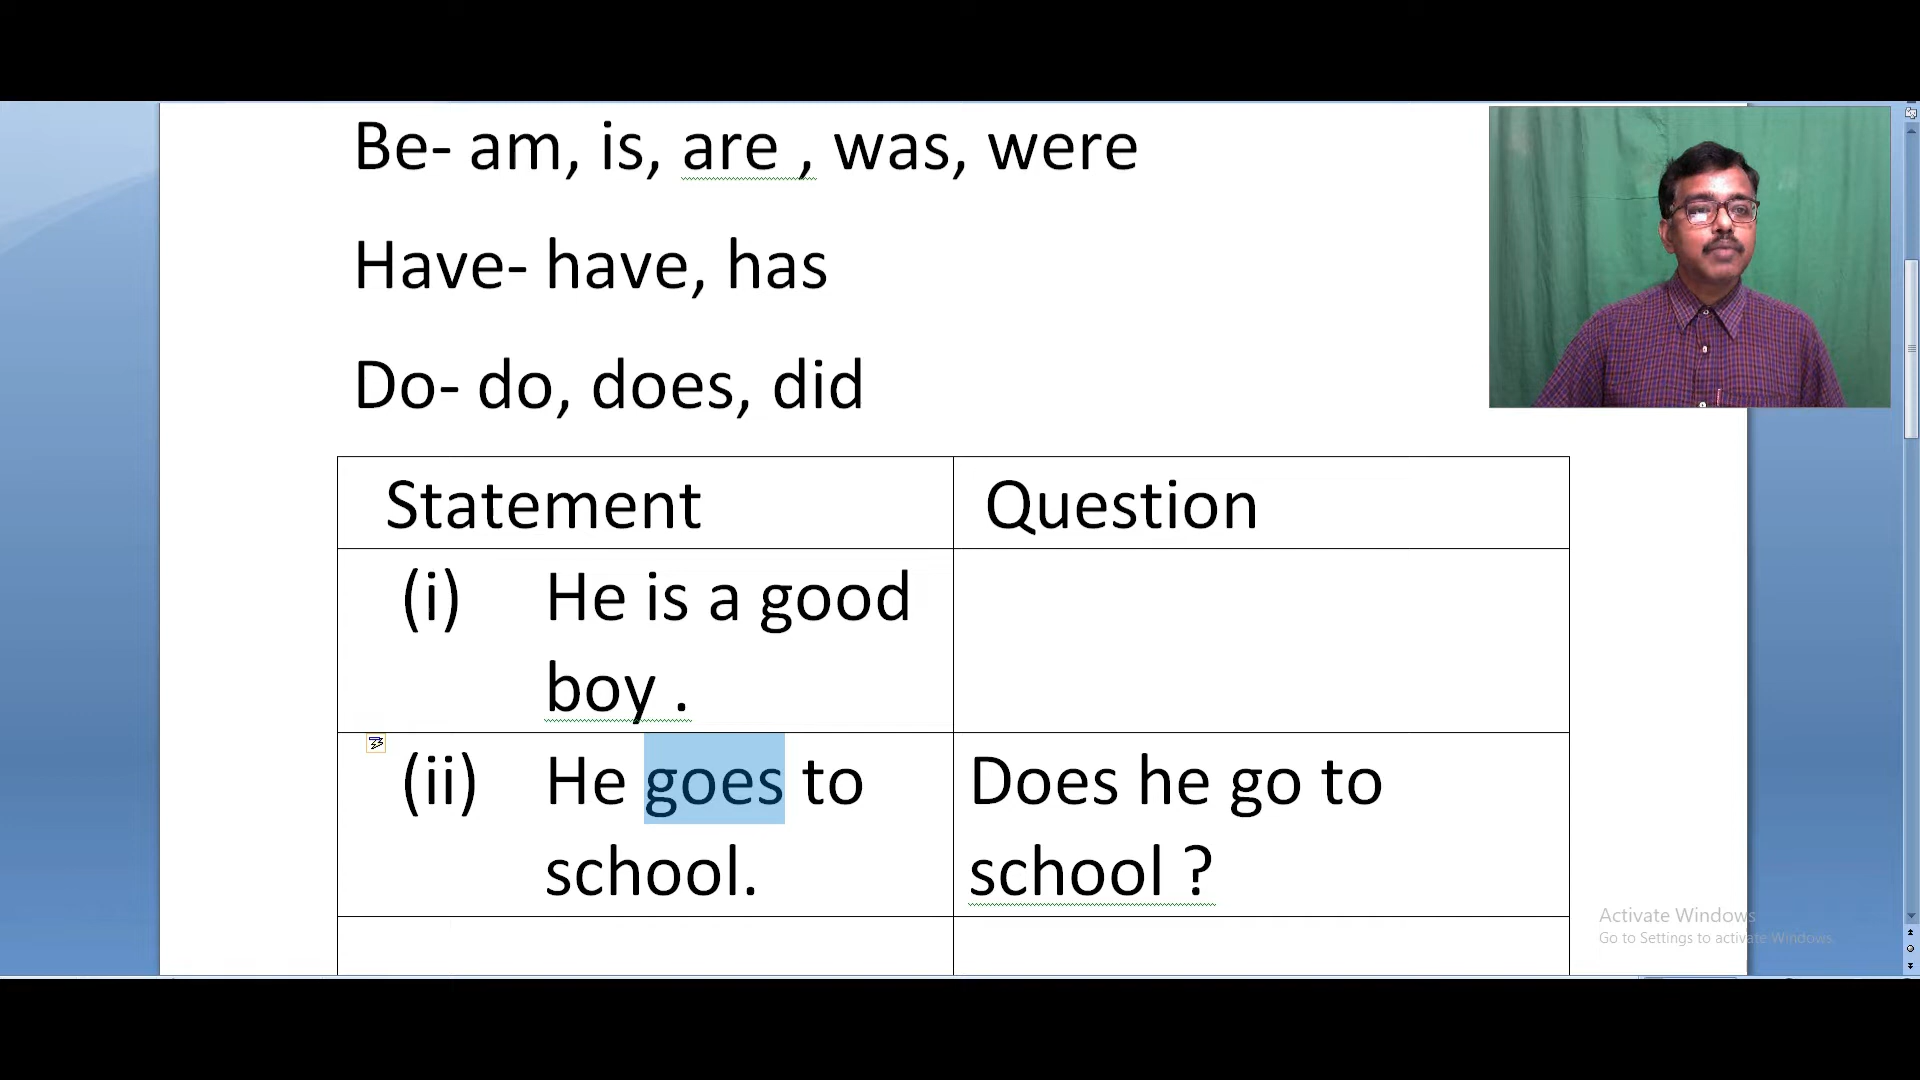 Be- am, is, are , was, were
Have- have, has
Do- do, does, did
Statement Question
(i) He is a good
boy .
(ii) He goes to Does he go to
school. school ?
Activate Windows
Go to Settings to activate Windows.